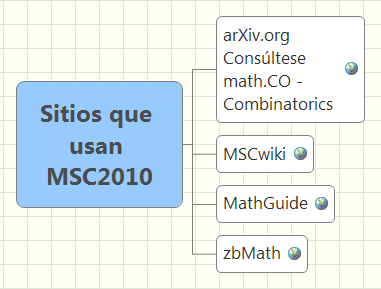 Sitios que
usan
MSC2010
arXiv.org
Consúltese
math.CO -
Combinatorics
MSCwiki
MathGuide
zbMath